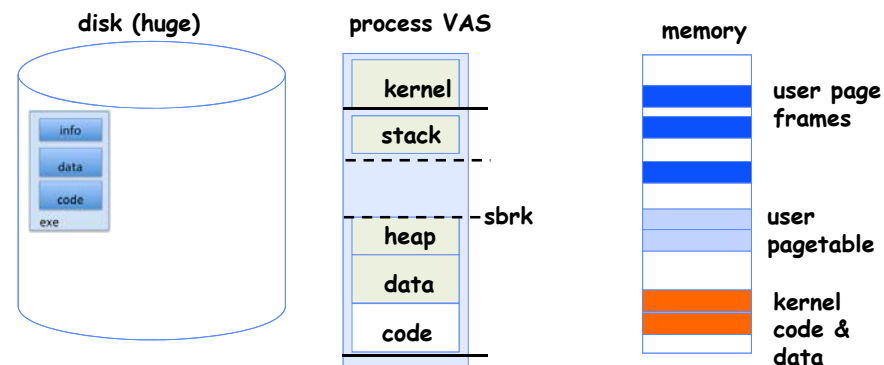 disk (huge)
info
data
code
exe
process VAS
kernel
stack
sbrk
heap
data
code
memory
user page
frames
user
pagetable
kernel
code &
data